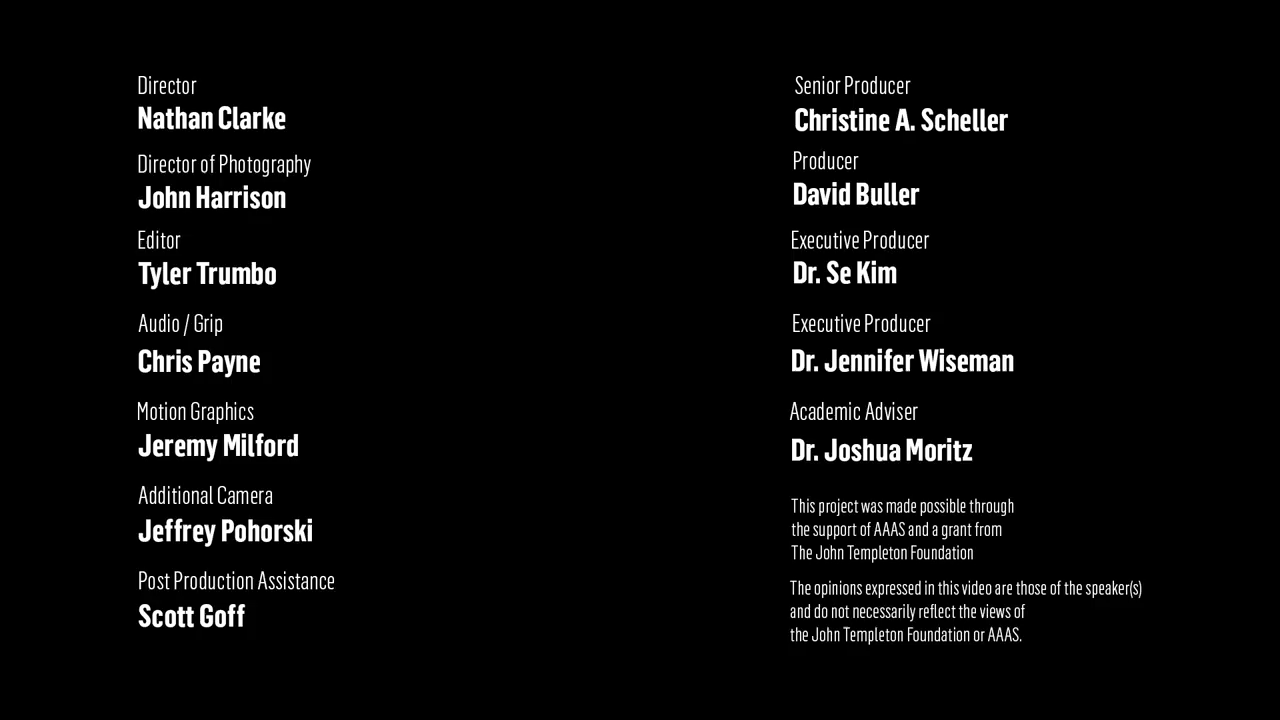 Director
Nathan Clarke
Director of Photography
John Harrison
Editor
Tyler Trumbo
Audio / Grip
Chris Payne
Motion Graphics
Jeremy Milford
Additional Camera
Jeffrey Pohorski
Post Production Assistance
Scott Goff
Senior Producer
Christine A. Scheller
Producer
David Buller
Executive Producer
Dr. Se Kim
Executive Producer
Dr. Jennifer Wiseman
Academic Adviser
Dr. Joshua Moritz
This project was made possible through
the support of AAAS and a grant from
The John Templeton Foundation
The opinions expressed in this video are those of the speaker(s)
and do not necessarily reflect the views of
the John Templeton Foundation or AAAS.